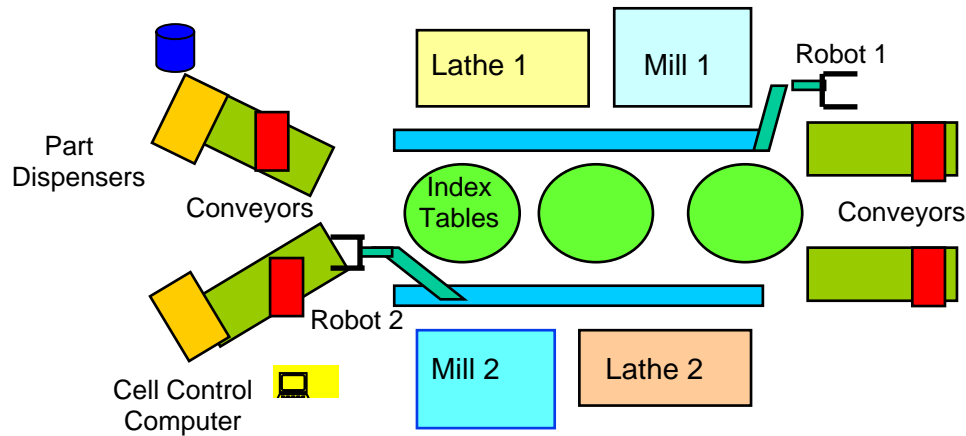 Lathe 1
Mill 1
Robot 1
Part
Dispensers
Conveyors
Index
Tables
Conveyors
Robot 2
Mill 2
Lathe 2
Cell Control
Computer